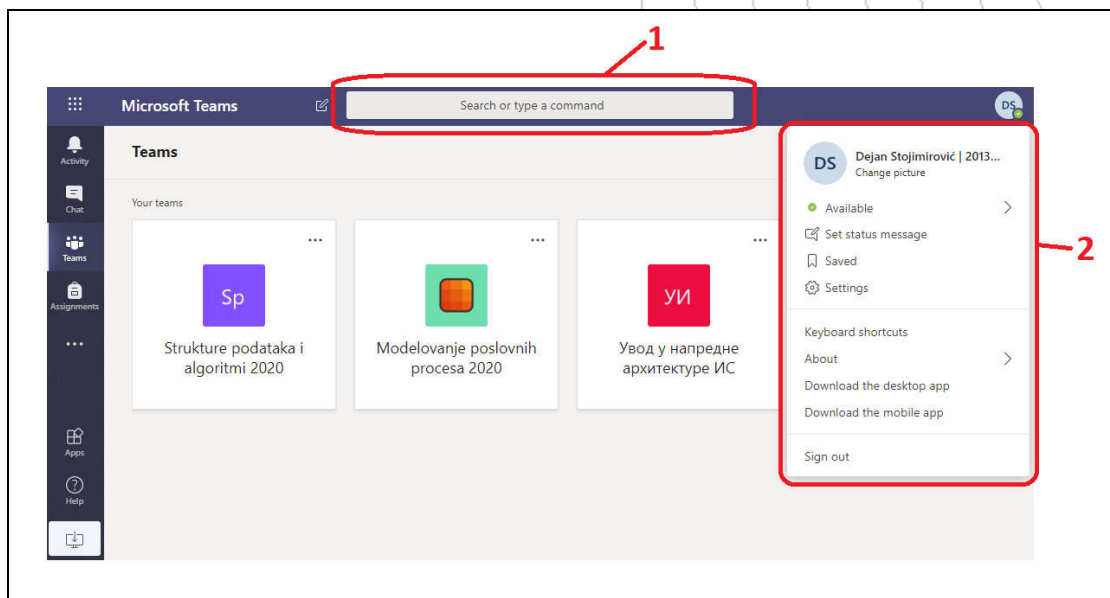 1
Microsoft Teams
Search or type a command
DS
Activity
Chat
Teams
Assignments
Apps
Help
Teams
Your teams
Sp
Strukture podataka i
algoritmi 2020
Modelovanje poslovnih
procesa 2020
УИ
Увод у напредне
архитектуре ИС
DS
Dejan Stojimirović | 2013...
Change picture
Available
Set status message
Saved
Settings
Keyboard shortcuts
About
Download the desktop app
Download the mobile app
Sign out
2